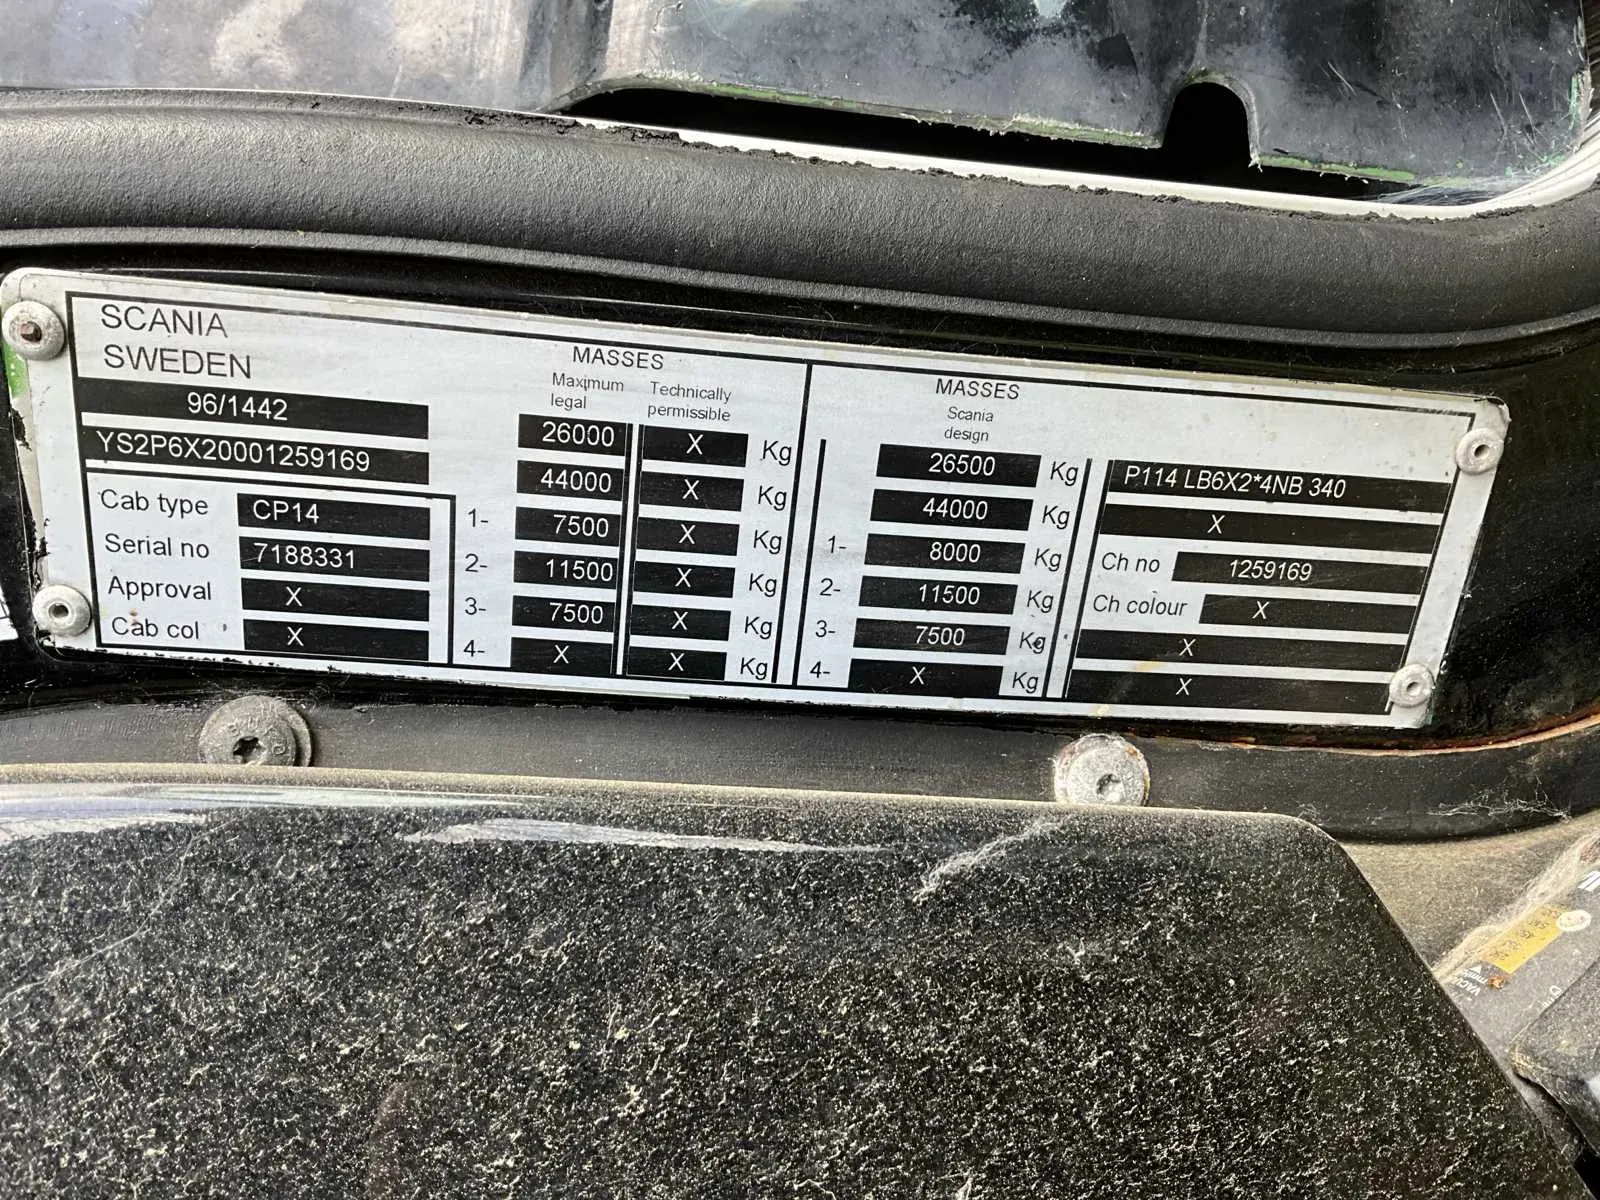 SCANIA
SWEDEN
96/1442
YS2P6X20001259169
Cab type CP14
Serial no 7188331
Approval X
Cab col X
MASSES
Maximum legal Technically permissible
26000 X Kg
44000 X Kg
1- 7500 X Kg
2- 11500 X Kg
3- 7500 X Kg
4- X X Kg
MASSES
Scania design
26500 Kg
44000 Kg
1- 8000 Kg
2- 11500 Kg
3- 7500 Kg
4- X Kg
P114 LB6X2*4NB 340
X
Ch no 1259169
Ch colour X
X
X